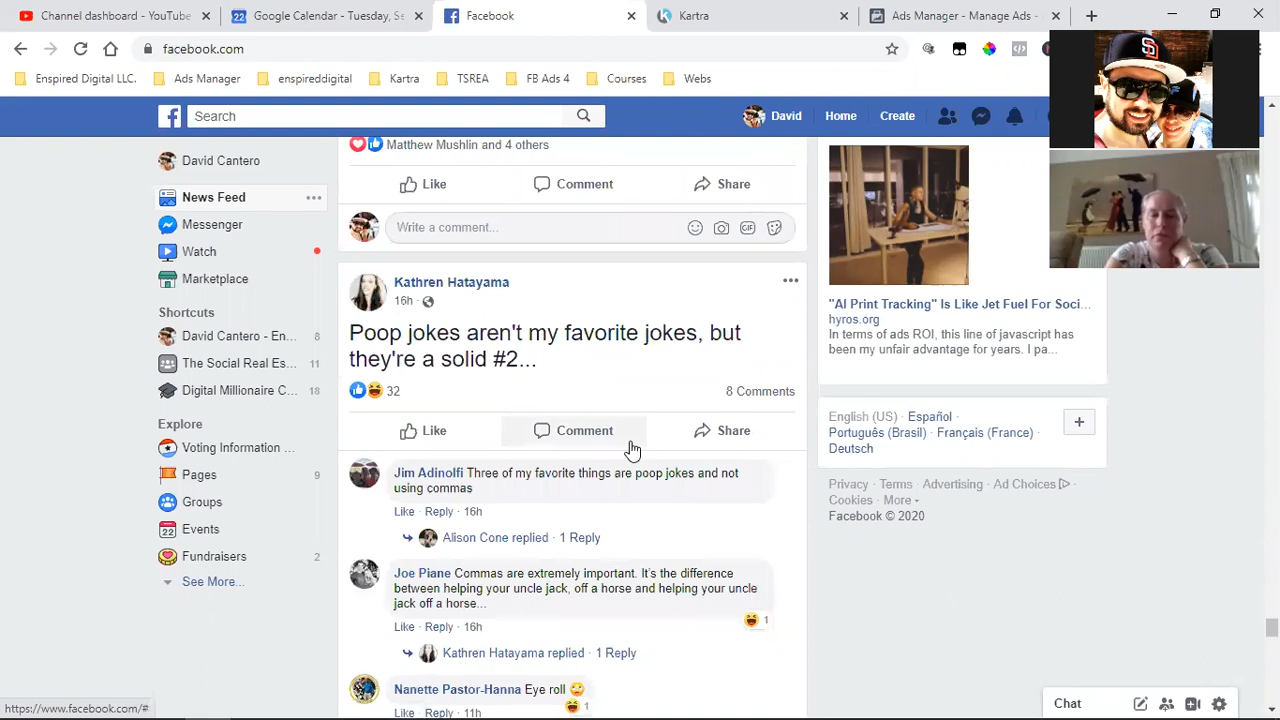 Channel dashboard - YouTube
Google Calendar - Tuesday, Se
Facebook
Kartra
Ads Manager - Manage Ads -
facebook.com
Enspired Digital LLC.
Ads Manager
enspireddigital
Kartra
TSREA
FB Ads 4
Courses
Webs
Search
David
Home
Create
David Cantero
News Feed
Messenger
Watch
Marketplace
Shortcuts
David Cantero - En... 8
The Social Real Es... 11
Digital Millionaire C... 18
Explore
Voting Information ...
Pages 9
Groups
Events
Fundraisers 2
See More...
Matthew Mushlin and 4 others
Like Comment Share
Write a comment...
GIF
Kathren Hatayama
16h ·
Poop jokes aren't my favorite jokes, but
they're a solid #2...
32 8 Comments
Like Comment Share
Jim Adinolfi Three of my favorite things are poop jokes and not
using commas
Like · Reply · 16h
Alison Cone replied · 1 Reply
Joe Piane Commas are extremely important. It's the difference
between helping your uncle jack, off a horse and helping your uncle
jack off a horse...
1
Like · Reply · 16h
Kathren Hatayama replied · 1 Reply
Nanette Pastor-Hanna Eye roll
1
Like · Reply · 11h
"AI Print Tracking" Is Like Jet Fuel For Soci...
hyros.org
In terms of ads ROI, this line of javascript has
been my unfair advantage for years. I pa...
English (US) · Español ·
Português (Brasil) · Français (France) ·
Deutsch
Privacy · Terms · Advertising · Ad Choices ·
Cookies · More
Facebook © 2020
Chat
https://www.facebook.com/#